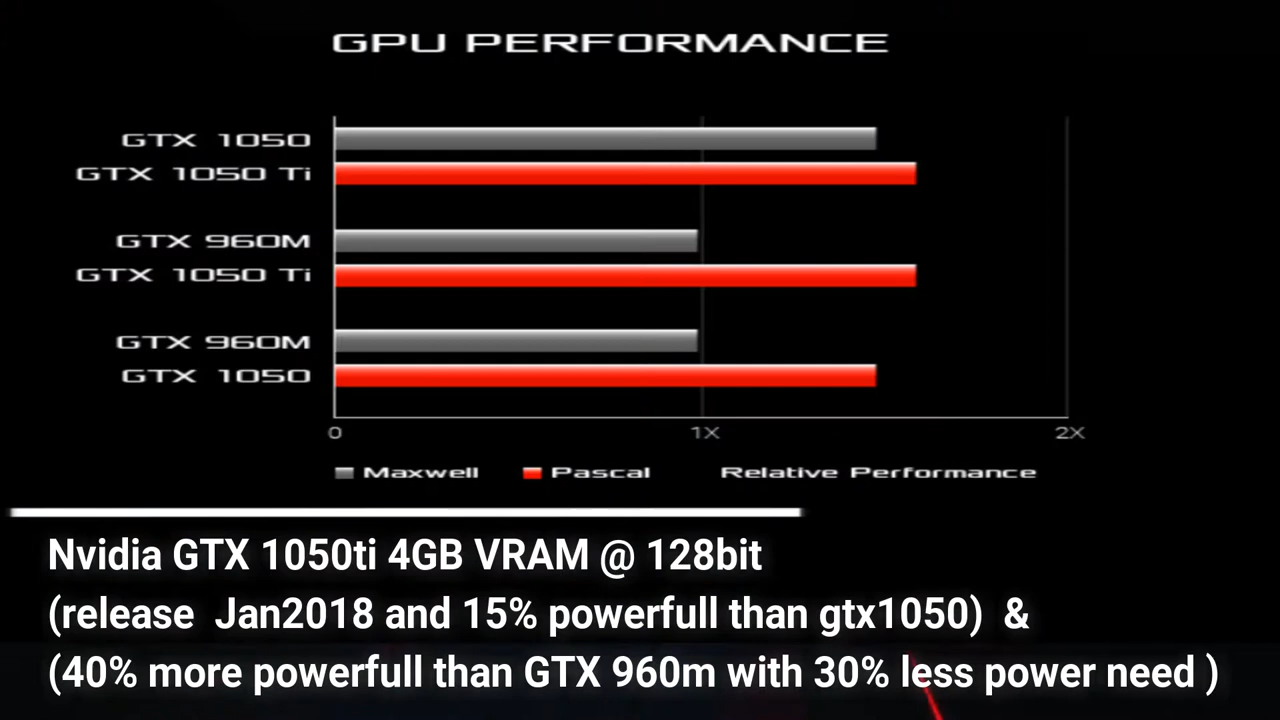 GPU PERFORMANCE
GTX 1050
GTX 1050 Ti
GTX 960M
GTX 1050 Ti
GTX 960M
GTX 1050
0 1X 2X
Maxwell Pascal Relative Performance
Nvidia GTX 1050ti 4GB VRAM @ 128bit
(release Jan2018 and 15% powerfull than gtx1050) &
(40% more powerfull than GTX 960m with 30% less power need )